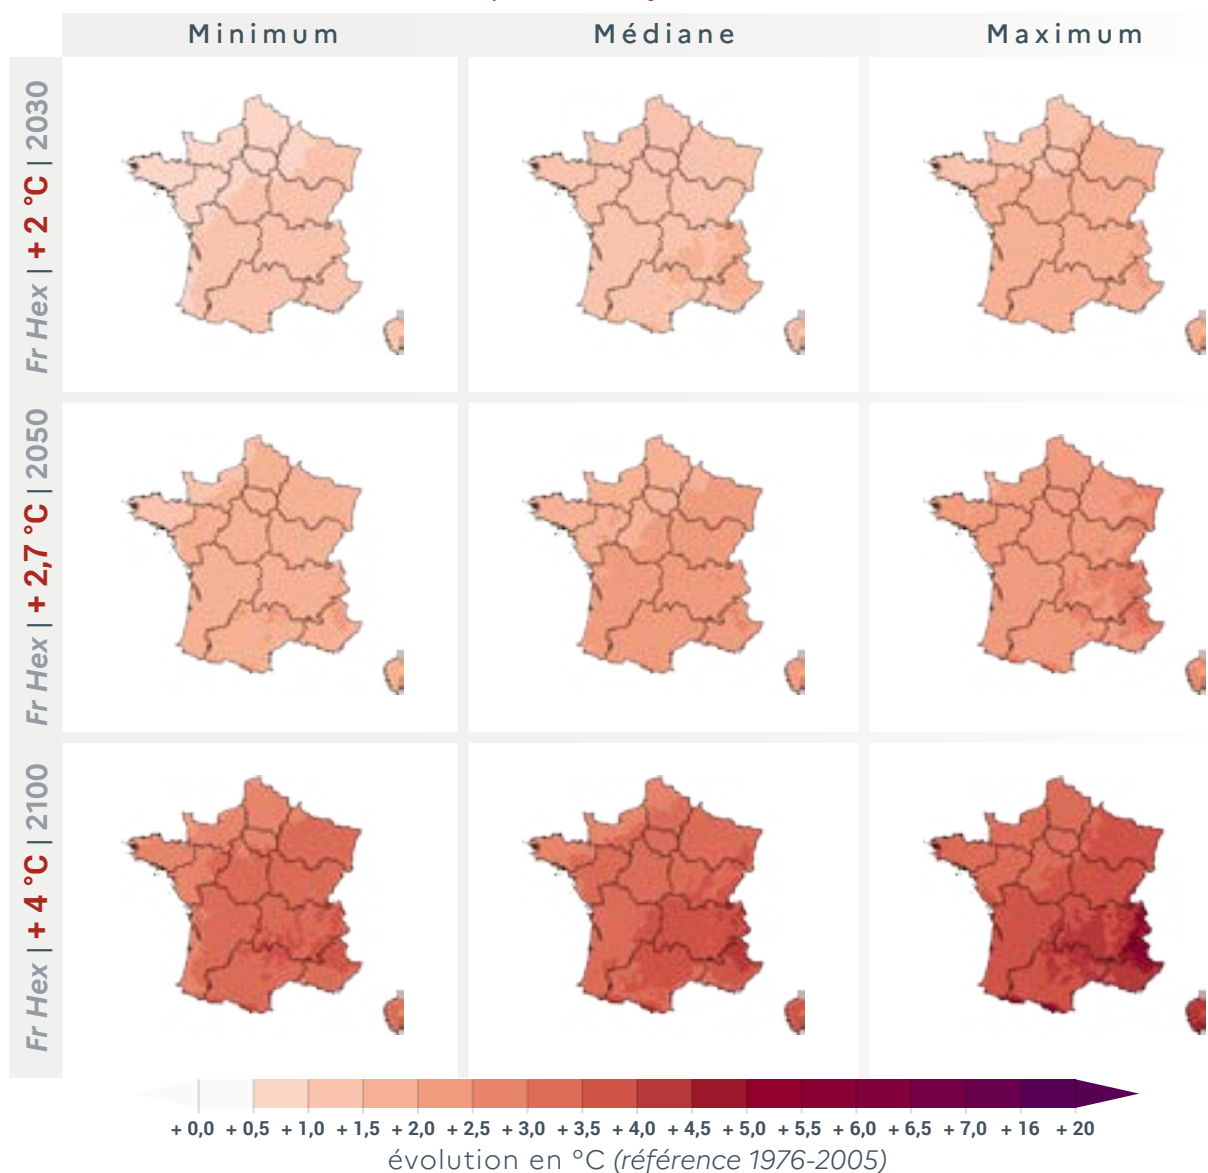 Minimum Médiane Maximum
Fr Hex | + 2 °C | 2030
Fr Hex | + 2,7 °C | 2050
Fr Hex | + 4 °C | 2100
+ 0,0 + 0,5 + 1,0 + 1,5 + 2,0 + 2,5 + 3,0 + 3,5 + 4,0 + 4,5 + 5,0 + 5,5 + 6,0 + 6,5 + 7,0 + 16 + 20
évolution en °C (référence 1976-2005)